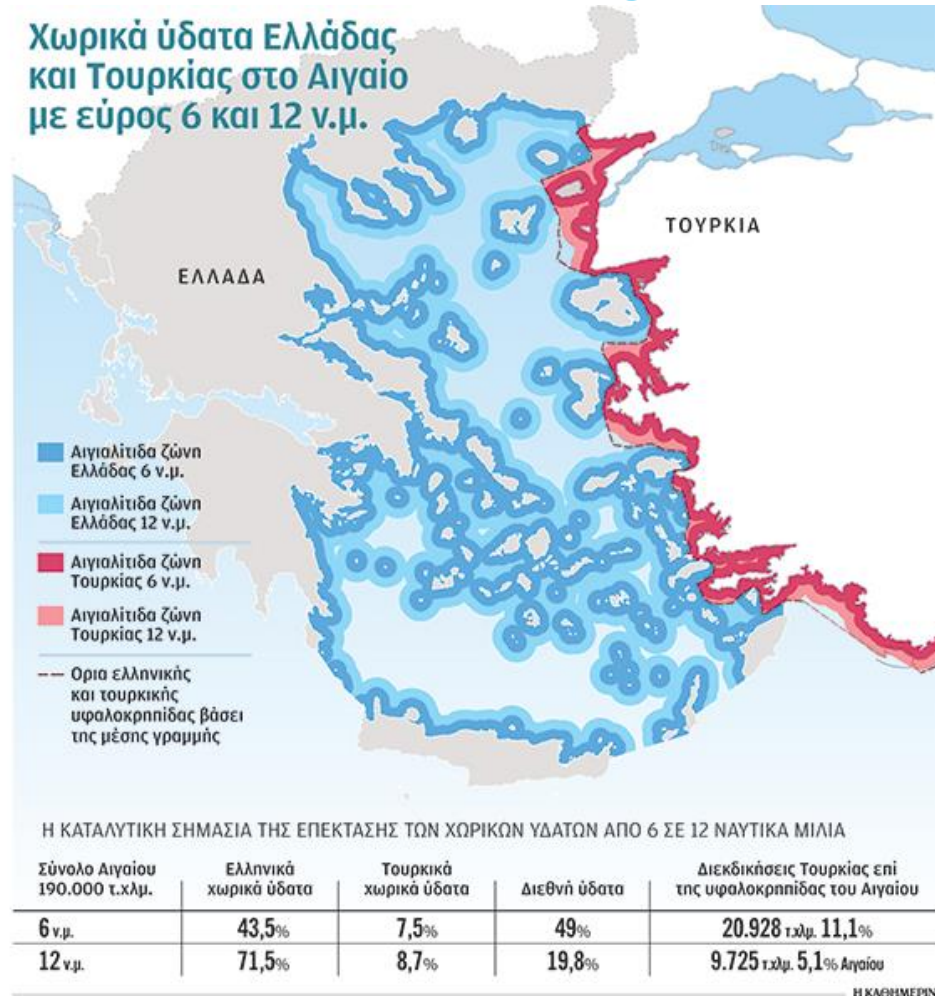 Χωρικά ύδατα Ελλάδας
και Τουρκίας στο Αιγαίο
με εύρος 6 και 12 ν.μ.
ΤΟΥΡΚΙΑ
ΕΛΛΑΔΑ
Αιγιαλίτιδα ζώνη
Ελλάδας 6 ν.μ.
Αιγιαλίτιδα ζώνη
Ελλάδας 12 ν.μ.
Αιγιαλίτιδα ζώνη
Τουρκίας 6 ν.μ.
Αιγιαλίτιδα ζώνη
Τουρκίας 12 ν.μ.
Ορια ελληνικής
και τουρκικής
υφαλοκρηπίδας βάσει
της μέσης γραμμής
Η ΚΑΤΑΛΥΤΙΚΗ ΣΗΜΑΣΙΑ ΤΗΣ ΕΠΕΚΤΑΣΗΣ ΤΩΝ ΧΩΡΙΚΩΝ ΥΔΑΤΩΝ ΑΠΟ 6 ΣΕ 12 ΝΑΥΤΙΚΑ ΜΙΛΙΑ
Σύνολο Αιγαίου Ελληνικά Τουρκικά Διεκδικήσεις Τουρκίας επί
190.000 τ.χλμ. χωρικά ύδατα χωρικά ύδατα Διεθνή ύδατα της υφαλοκρηπίδας του Αιγαίου
6 ν.μ. 43,5% 7,5% 49% 20.928 τ.χλμ. 11,1%
12 ν.μ. 71,5% 8,7% 19,8% 9.725 τ.χλμ. 5,1% Αιγαίου
Η ΚΑΘΗΜΕΡΙΝ